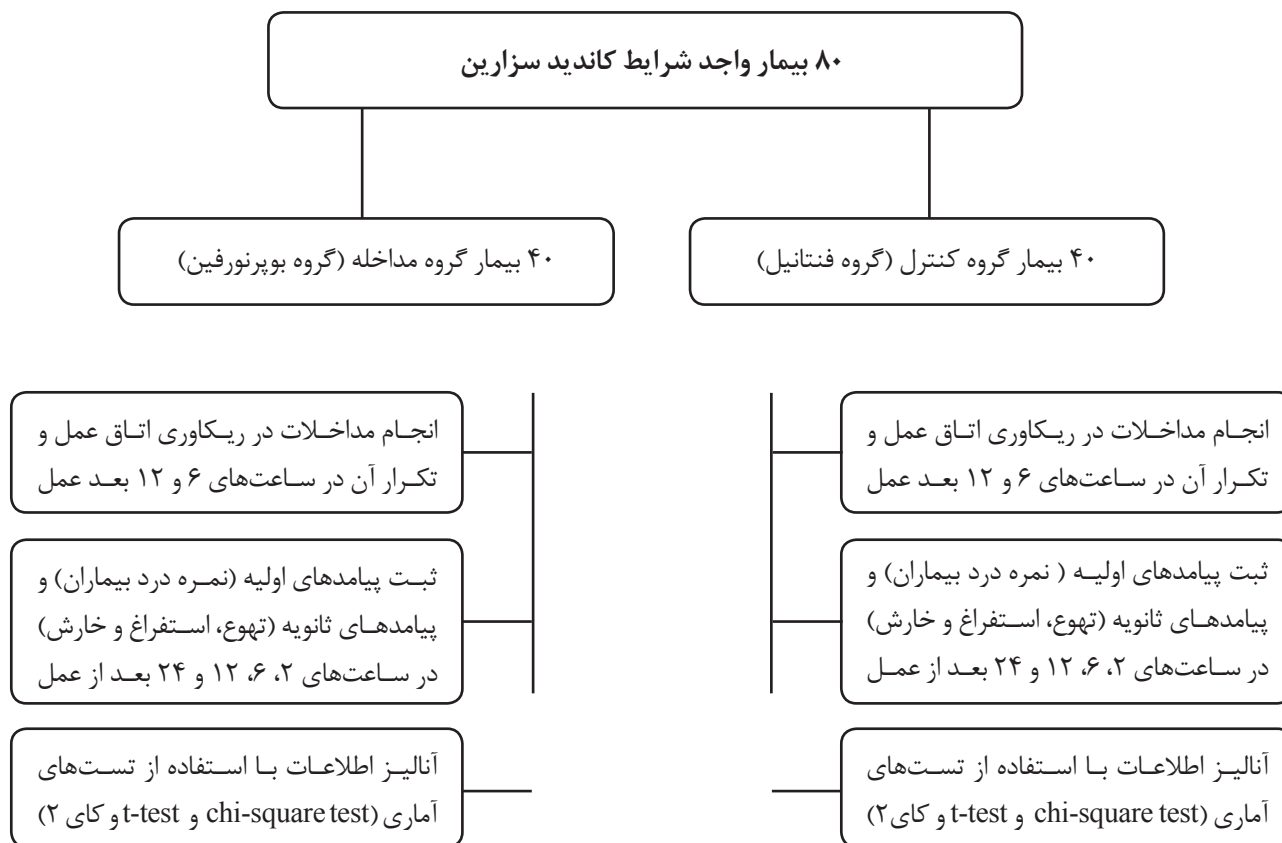 ۸۰ بیمار واجد شرایط کاندید سزارین
۴۰ بیمار گروه کنترل (گروه فنتانیل)
۴۰ بیمار گروه مداخله (گروه بوپرنورفین)
انجام مداخلات در ریکاوری اتاق عمل و
تکرار آن در ساعت‌های ۶ و ۱۲ بعد عمل
ثبت پیامدهای اولیه ( نمره درد بیماران) و
پیامدهای ثانویه (تهوع، استفراغ و خارش)
در ساعت‌های ۲، ۶، ۱۲ و ۲۴ بعد از عمل
آنالیز اطلاعات با استفاده از تست‌های
آماری (chi-square test و t-test و کای۲)
انجام مداخلات در ریکاوری اتاق عمل و
تکرار آن در ساعت‌های ۶ و ۱۲ بعد عمل
ثبت پیامدهای اولیه (نمره درد بیماران) و
پیامدهای ثانویه (تهوع، استفراغ و خارش)
در ساعت‌های ۲، ۶، ۱۲ و ۲۴ بعد از عمل
آنالیز اطلاعات با استفاده از تست‌های
آماری (chi-square test و t-test و کای ۲)